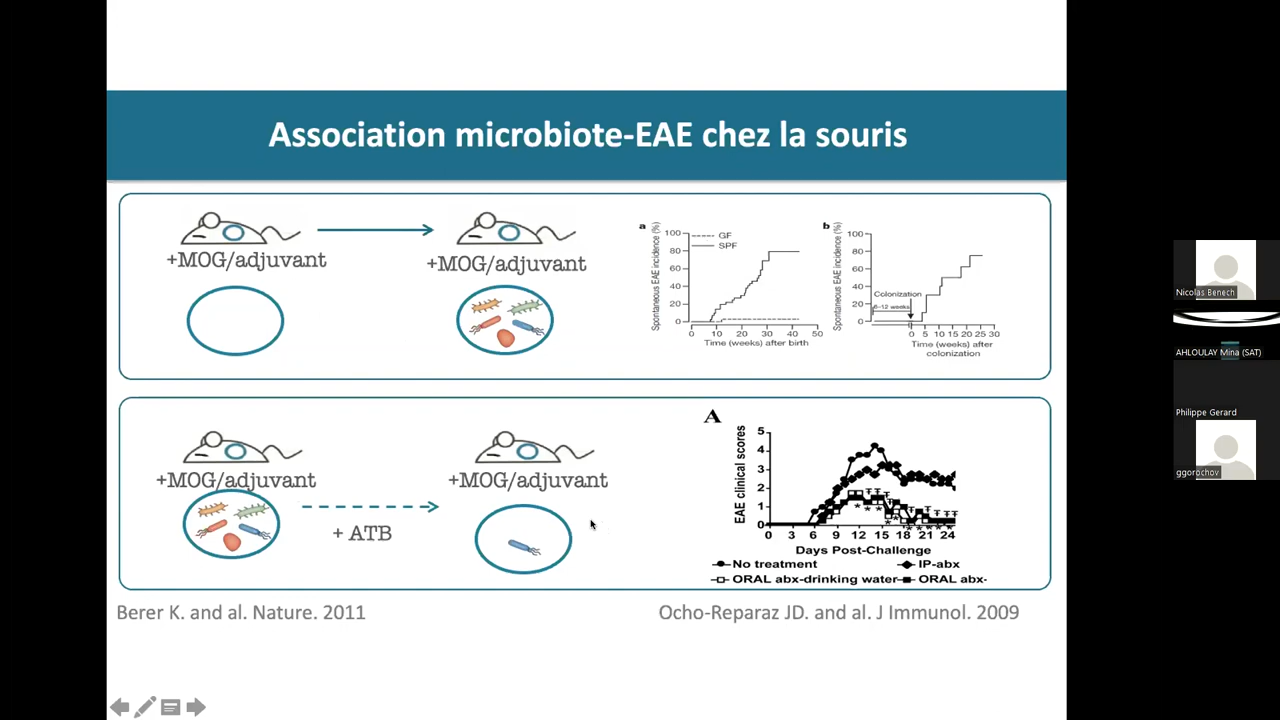 Association microbiote-EAE chez la souris
+MOG/adjuvant
+MOG/adjuvant
a
GF
SPF
Spontaneous EAE incidence (%)
100
80
60
40
20
0
0 10 20 30 40 50
Time (weeks) after birth
b
Spontaneous EAE incidence (%)
100
80
60
40
20
0
Colonization
6–12 weeks
0 5 10 15 20 25 30
Time (weeks) after
colonization
+MOG/adjuvant
+ ATB
+MOG/adjuvant
A
EAE clinical scores
5
4
3
2
1
0
0 3 6 9 12 15 18 21 24
Days Post-Challenge
No treatment
IP-abx
ORAL abx-drinking water
ORAL abx-
Berer K. and al. Nature. 2011
Ocho-Reparaz JD. and al. J Immunol. 2009
Nicolas Benech
AHLOULAY Mina (SAT)
Philippe Gerard
ggorochov